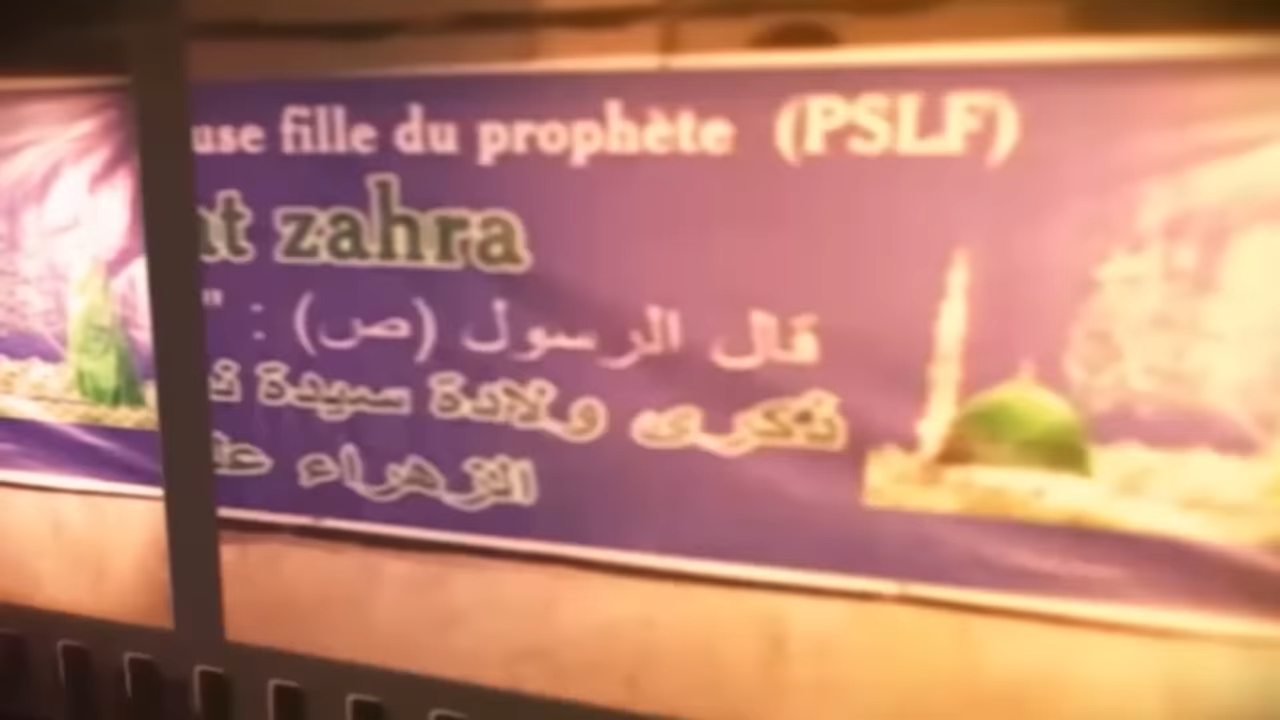 fille du prophète (PSLF)
zahra
قال الرسول (ص) : "
ذكرى ولادة سيدة
الزهراء